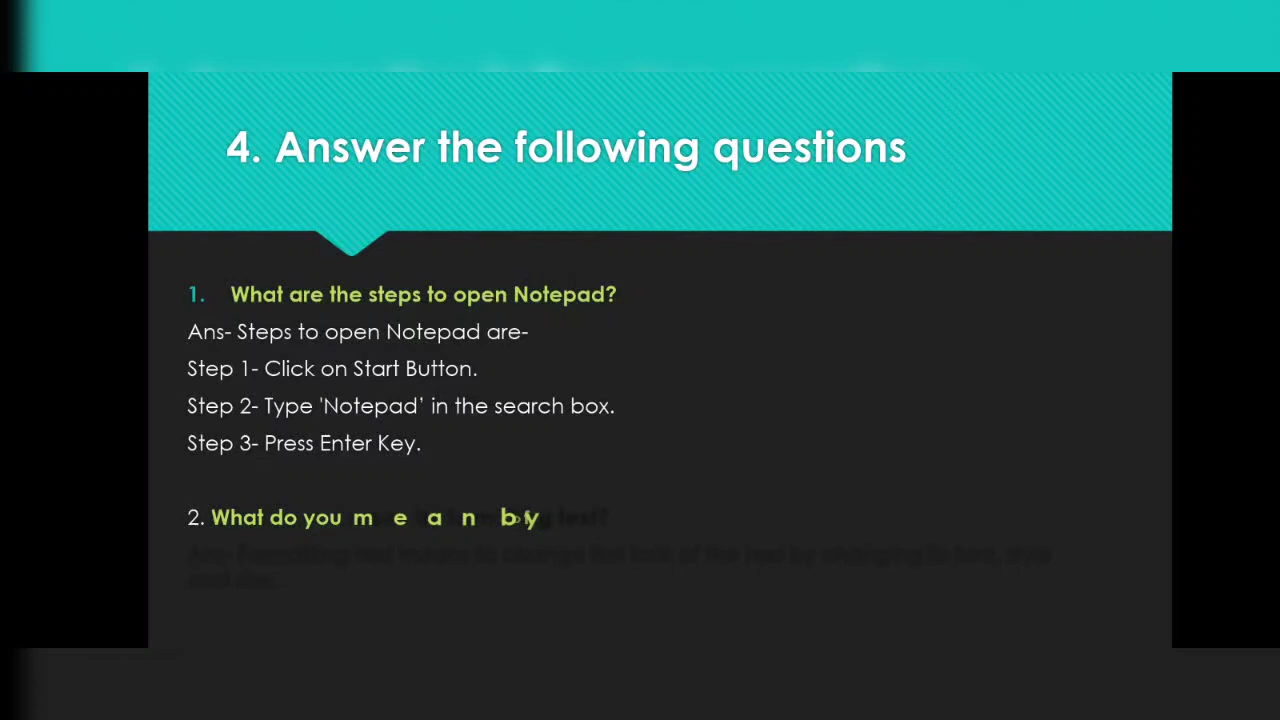 4. Answer the following questions
1. What are the steps to open Notepad?
Ans- Steps to open Notepad are-
Step 1- Click on Start Button.
Step 2- Type 'Notepad’ in the search box.
Step 3- Press Enter Key.
2. What do you m e a n by